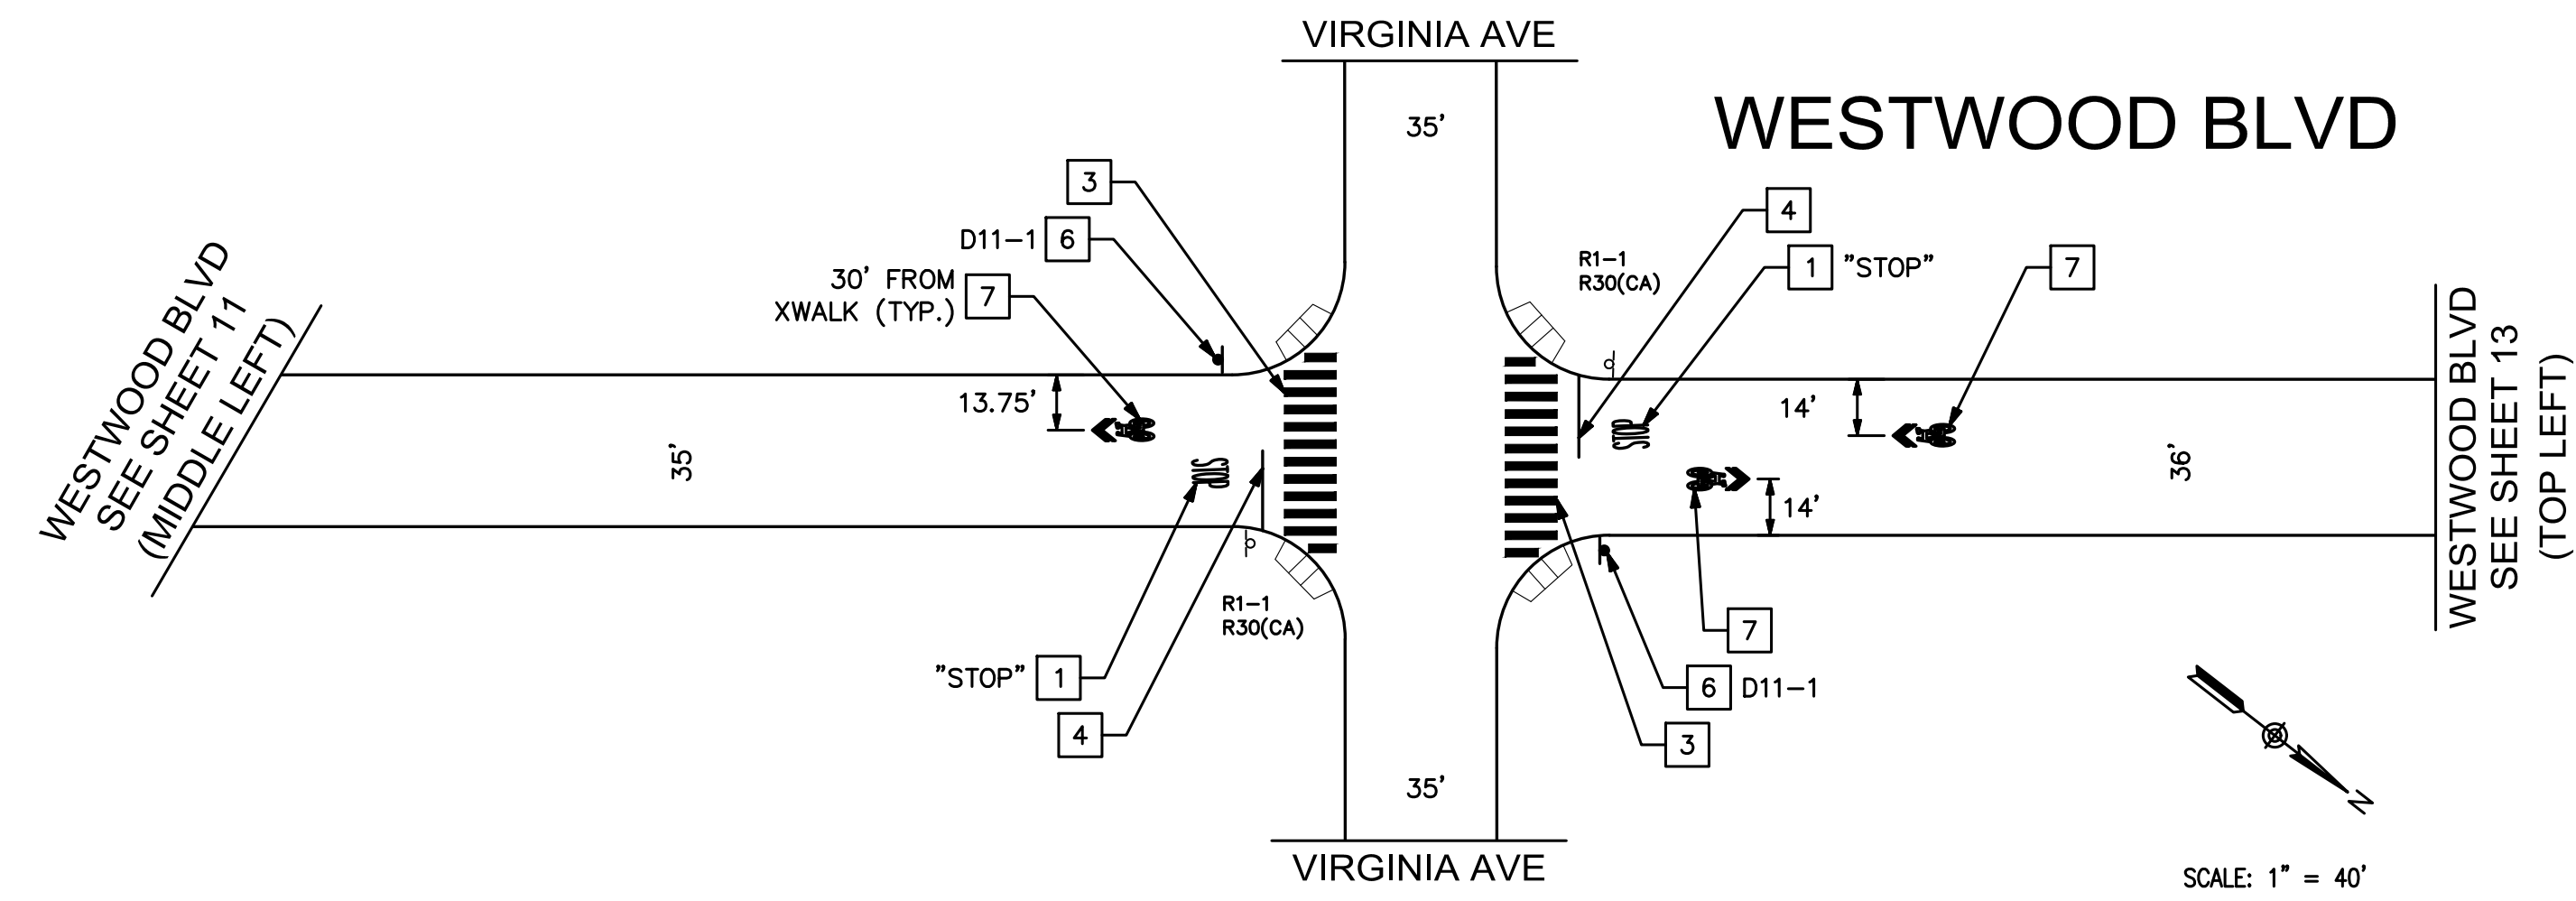 VIRGINIA AVE
WESTWOOD BLVD
35'
3
4
D11-1 6
R1-1
R30(CA)
1 "STOP"
7
30' FROM
XWALK (TYP.)
7
WESTWOOD BLVD
SEE SHEET 11
(MIDDLE LEFT)
13.75'
14'
STOP
35'
STOP
14'
36'
WESTWOOD BLVD
SEE SHEET 13
(TOP LEFT)
R1-1
R30(CA)
7
"STOP" 1
6 D11-1
4
3
35'
N
VIRGINIA AVE
SCALE: 1" = 40'